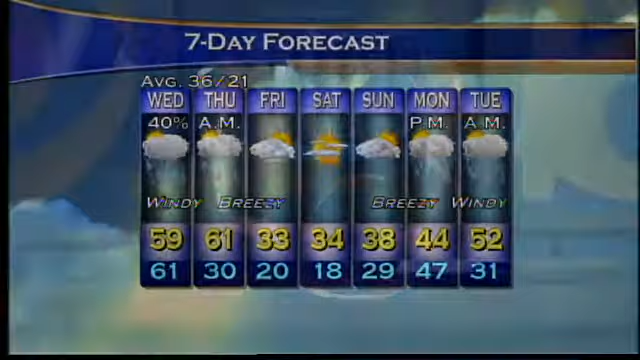 7-DAY FORECAST
AVG. 36/21
WED THU FRI SAT SUN MON TUE
40% A.M. P.M. A.M.
WINDY BREEZY BREEZY WINDY
59 61 33 34 38 44 52
61 30 20 18 29 47 31